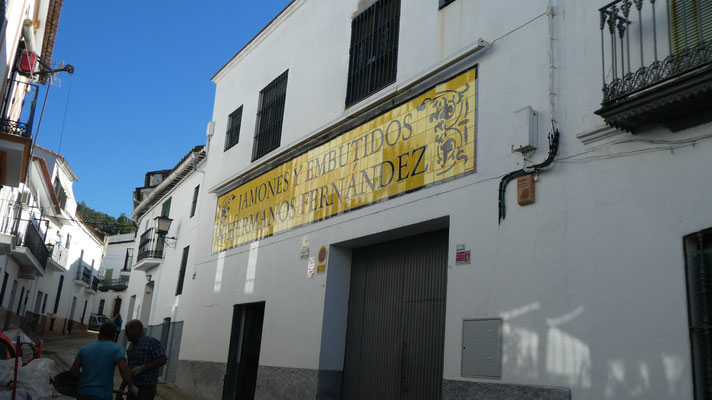 JAMONES Y EMBUTIDOS
HERMANOS FERNÁNDEZ